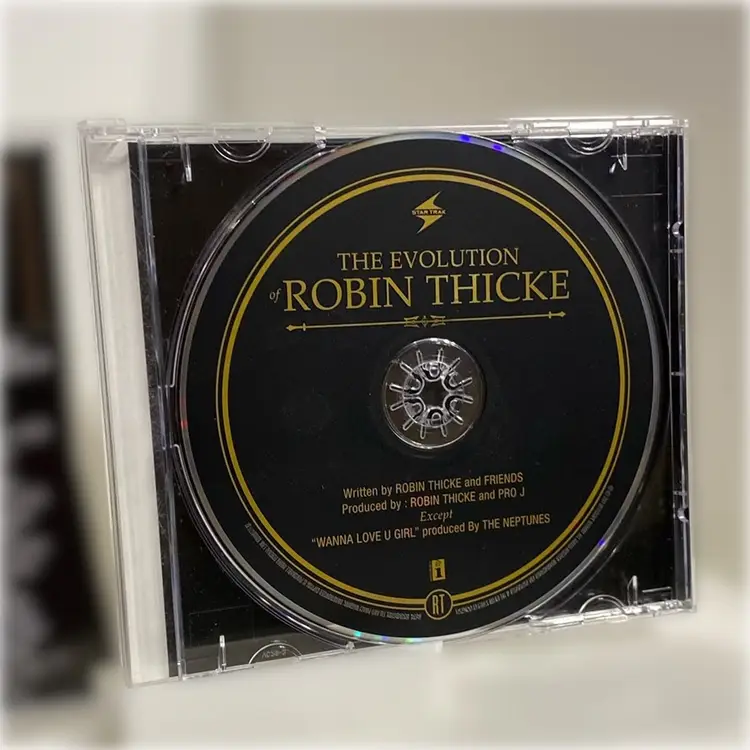 STAR TRAK
THE EVOLUTION
of ROBIN THICKE
Written by ROBIN THICKE and FRIENDS
Produced by : ROBIN THICKE and PRO J
Except
"WANNA LOVE U GIRL" produced By THE NEPTUNES
i
RT